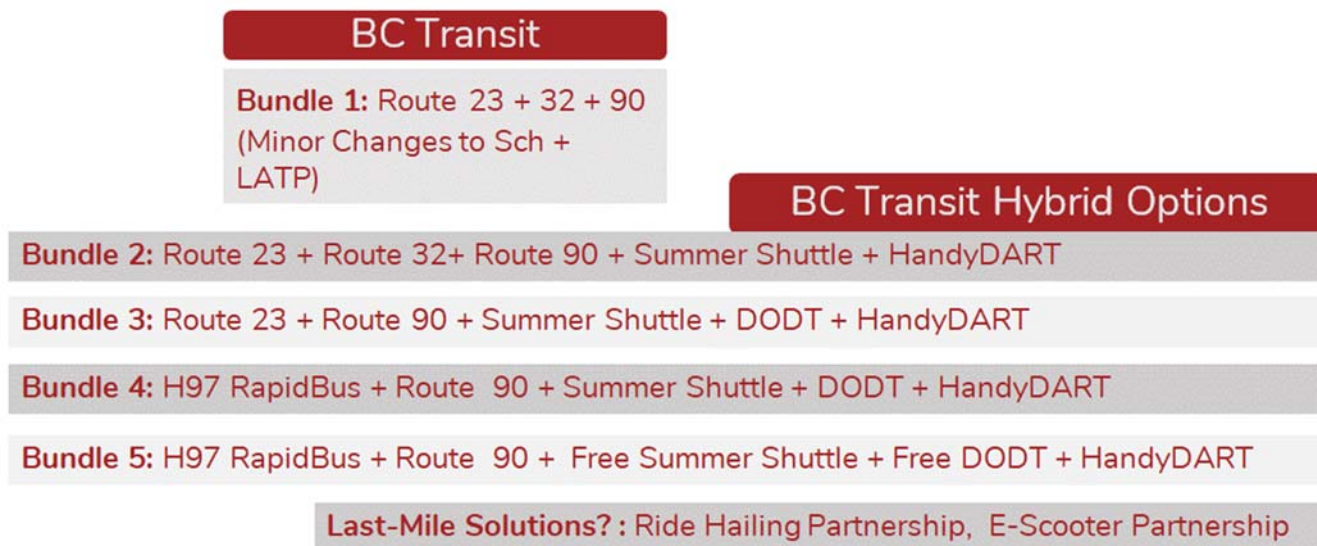 BC Transit
Bundle 1: Route 23 + 32 + 90
(Minor Changes to Sch +
LATP)
BC Transit Hybrid Options
Bundle 2: Route 23 + Route 32+ Route 90 + Summer Shuttle + HandyDART
Bundle 3: Route 23 + Route 90 + Summer Shuttle + DODT + HandyDART
Bundle 4: H97 RapidBus + Route 90 + Summer Shuttle + DODT + HandyDART
Bundle 5: H97 RapidBus + Route 90 + Free Summer Shuttle + Free DODT + HandyDART
Last-Mile Solutions? : Ride Hailing Partnership, E-Scooter Partnership